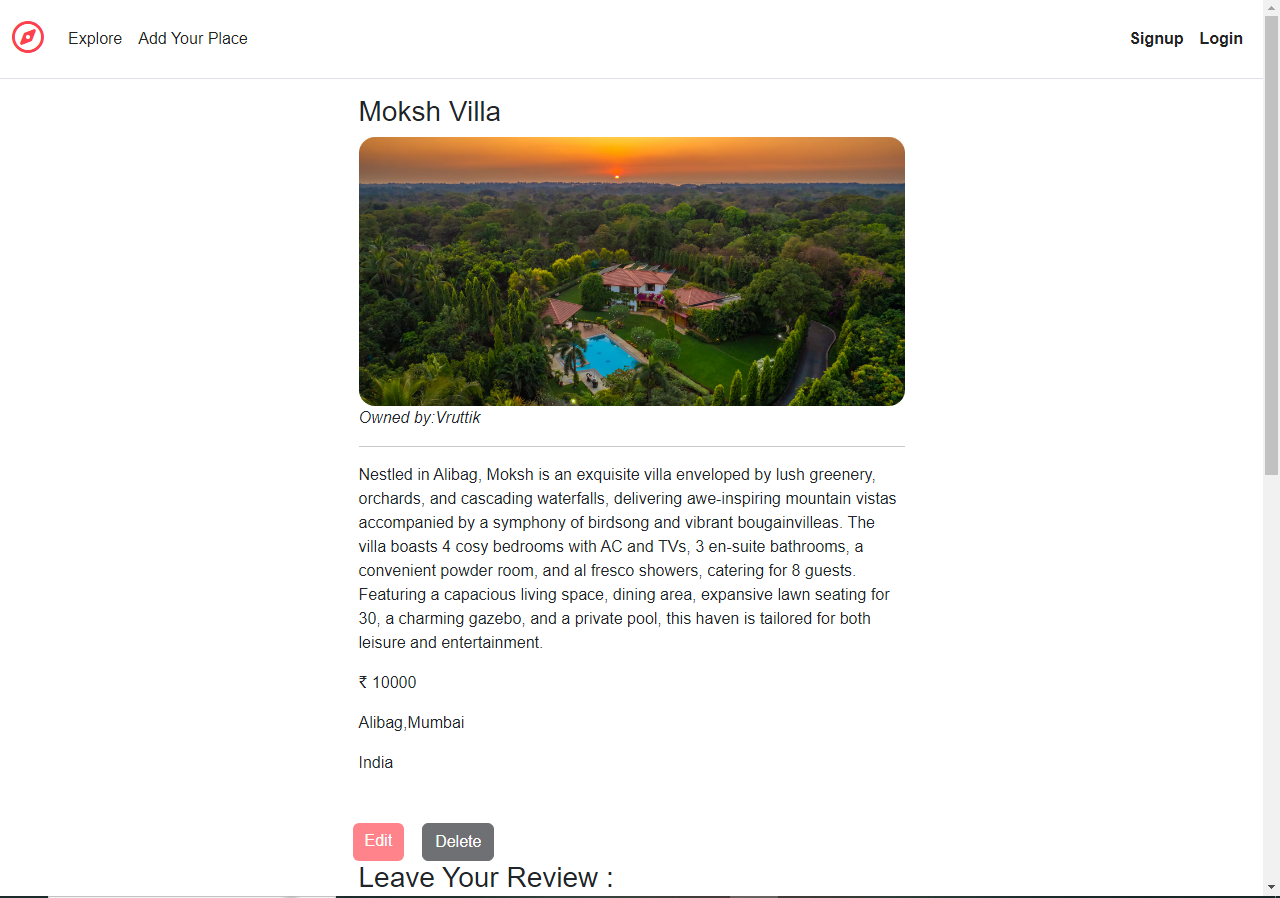 Explore Add Your Place Signup Login
Moksh Villa
Owned by:Vruttik
Nestled in Alibag, Moksh is an exquisite villa enveloped by lush greenery,
orchards, and cascading waterfalls, delivering awe-inspiring mountain vistas
accompanied by a symphony of birdsong and vibrant bougainvilleas. The
villa boasts 4 cosy bedrooms with AC and TVs, 3 en-suite bathrooms, a
convenient powder room, and al fresco showers, catering for 8 guests.
Featuring a capacious living space, dining area, expansive lawn seating for
30, a charming gazebo, and a private pool, this haven is tailored for both
leisure and entertainment.
₹ 10000
Alibag,Mumbai
India
Edit Delete
Leave Your Review :